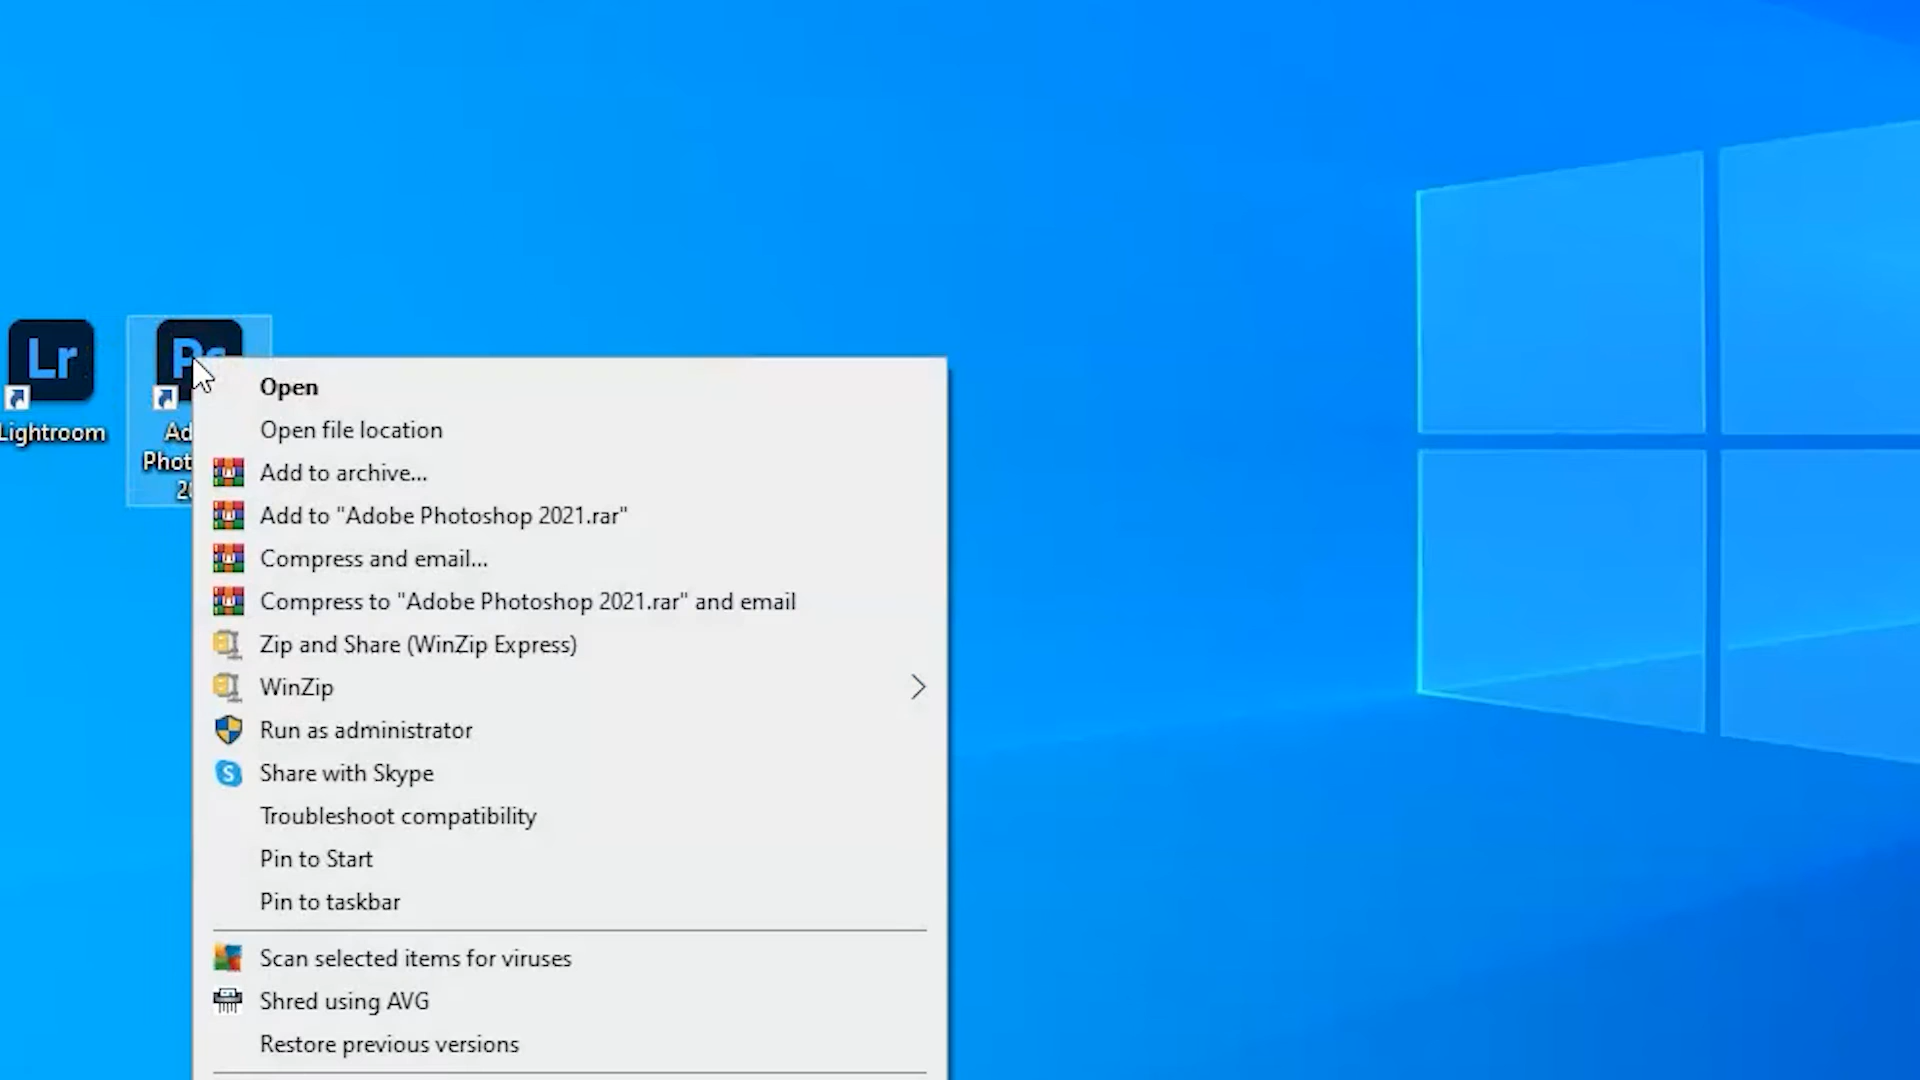 Lr
Lightroom
Open
Open file location
Add to archive...
Add to "Adobe Photoshop 2021.rar"
Compress and email...
Compress to "Adobe Photoshop 2021.rar" and email
Zip and Share (WinZip Express)
WinZip
Run as administrator
S
Share with Skype
Troubleshoot compatibility
Pin to Start
Pin to taskbar
Scan selected items for viruses
Shred using AVG
Restore previous versions